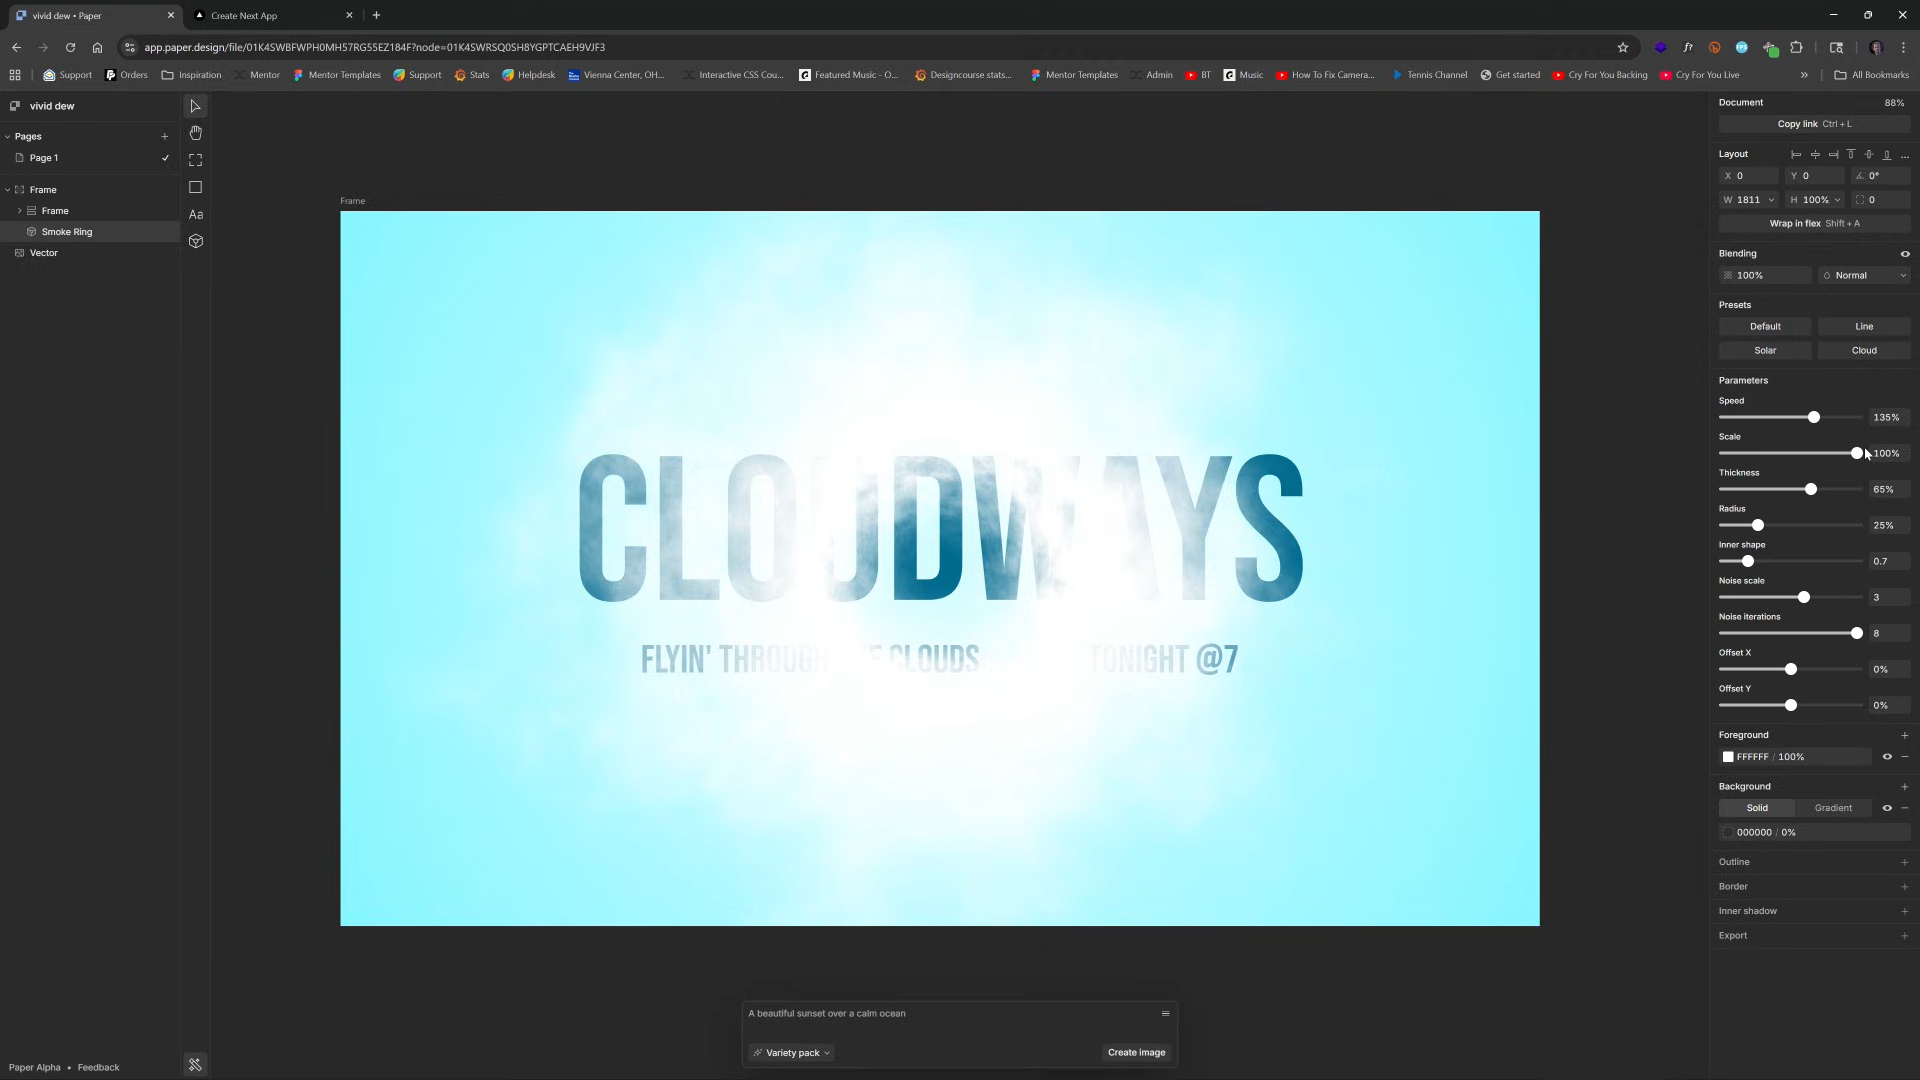 vivid dew • Paper
Create Next App
app.paper.design/file/01K4SWBFWPH0MH57RG55EZ184F?node=01K4SWRSQ0SH8YGPTCAEH9VJF3
Support
Orders
Inspiration
Mentor
Mentor Templates
Support
Stats
Helpdesk
Vienna Center, OH...
Interactive CSS Cou...
Featured Music - O...
Designcourse stats...
Mentor Templates
Admin
BT
Music
How To Fix Camera...
Tennis Channel
Get started
Cry For You Backing
Cry For You Live
All Bookmarks
vivid dew
Pages
Page 1
Frame
Frame
Smoke Ring
Vector
Aa
Frame
CLOUDWAYS
FLYIN' THROUGH THE CLOUDS
TONIGHT @7
A beautiful sunset over a calm ocean
Variety pack
Create image
Paper Alpha • Feedback
Document 88%
Copy link Ctrl + L
Layout
X 0 Y 0 0°
W 1811 H 100% 0
Wrap in flex Shift + A
Blending
100% Normal
Presets
Default Line
Solar Cloud
Parameters
Speed
135%
Scale
100%
Thickness
65%
Radius
25%
Inner shape
0.7
Noise scale
3
Noise iterations
8
Offset X
0%
Offset Y
0%
Foreground
FFFFFF / 100%
Background
Solid Gradient
000000 / 0%
Outline
Border
Inner shadow
Export